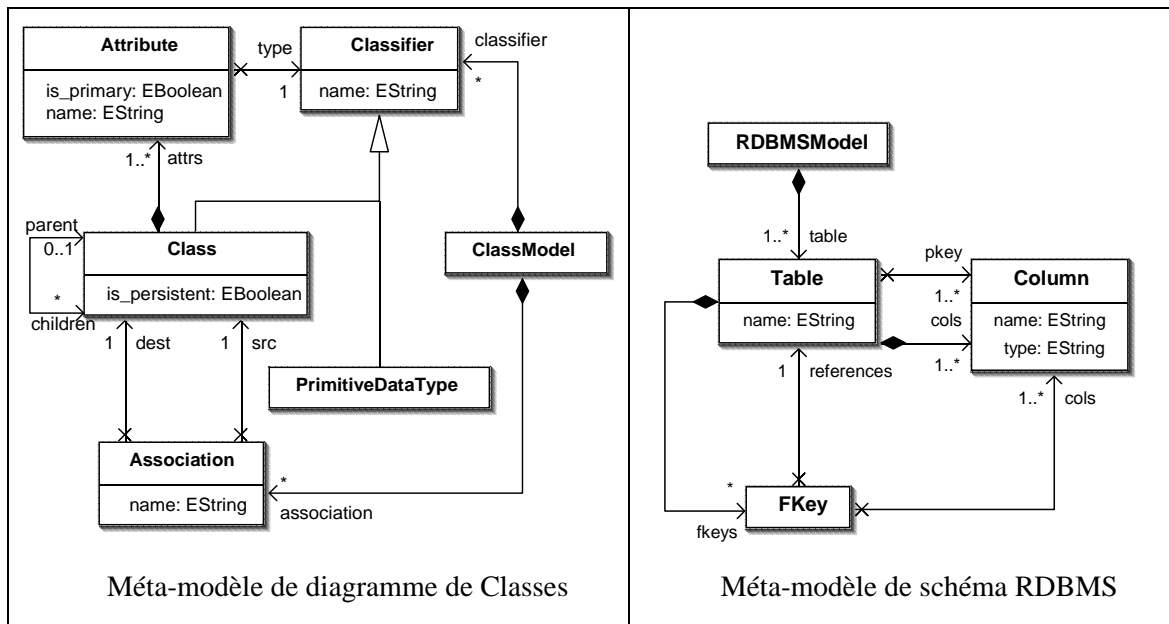 Attribute
is_primary: EBoolean
name: EString
type
1
Classifier
name: EString
classifier
*
1..* attrs
parent
0..1
Class
is_persistent: EBoolean
*
children
1 dest
1 src
ClassModel
PrimitiveDataType
Association
name: EString
*
association
Méta-modèle de diagramme de Classes
RDBMSModel
1..* table
Table
name: EString
pkey
1..*
cols
1..*
Column
name: EString
type: EString
1 references
1..* cols
*
fkeys
FKey
Méta-modèle de schéma RDBMS